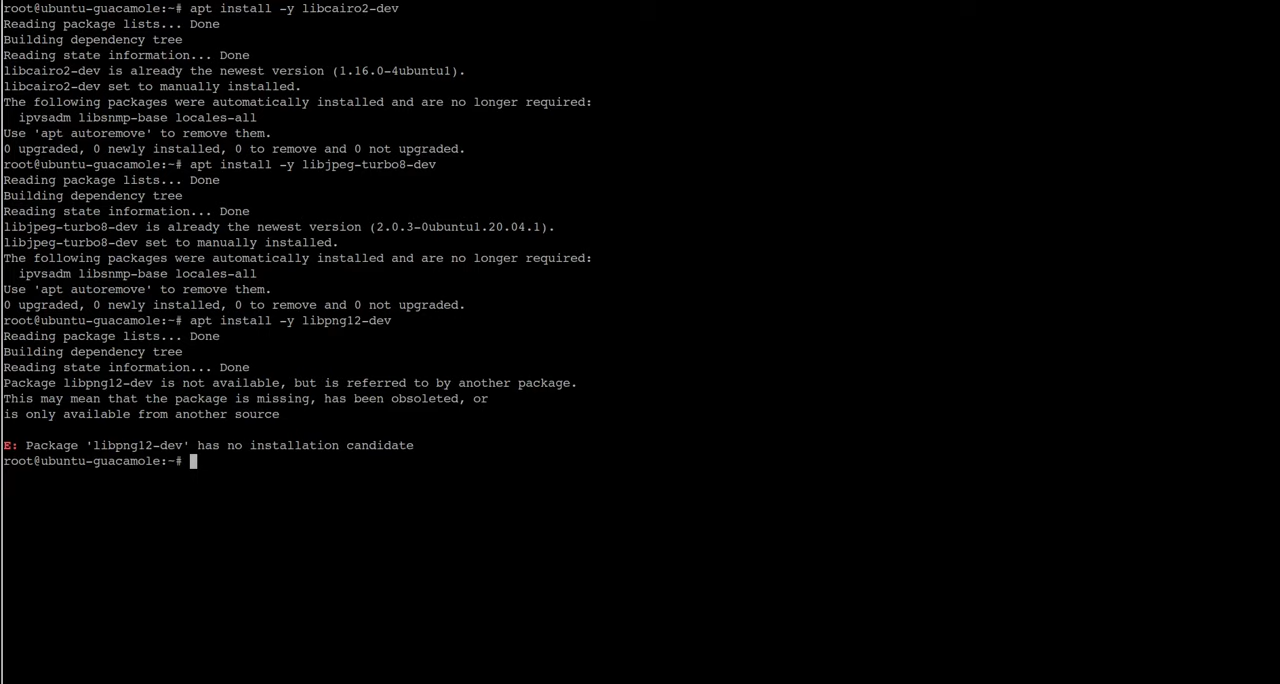 root@ubuntu-guacamole:~# apt install -y libcairo2-dev
Reading package lists... Done
Building dependency tree
Reading state information... Done
libcairo2-dev is already the newest version (1.16.0-4ubuntu1).
libcairo2-dev set to manually installed.
The following packages were automatically installed and are no longer required:
  ipvsadm libsnmp-base locales-all
Use 'apt autoremove' to remove them.
0 upgraded, 0 newly installed, 0 to remove and 0 not upgraded.
root@ubuntu-guacamole:~# apt install -y libjpeg-turbo8-dev
Reading package lists... Done
Building dependency tree
Reading state information... Done
libjpeg-turbo8-dev is already the newest version (2.0.3-0ubuntu1.20.04.1).
libjpeg-turbo8-dev set to manually installed.
The following packages were automatically installed and are no longer required:
  ipvsadm libsnmp-base locales-all
Use 'apt autoremove' to remove them.
0 upgraded, 0 newly installed, 0 to remove and 0 not upgraded.
root@ubuntu-guacamole:~# apt install -y libpng12-dev
Reading package lists... Done
Building dependency tree
Reading state information... Done
Package libpng12-dev is not available, but is referred to by another package.
This may mean that the package is missing, has been obsoleted, or
is only available from another source
E: Package 'libpng12-dev' has no installation candidate
root@ubuntu-guacamole:~#